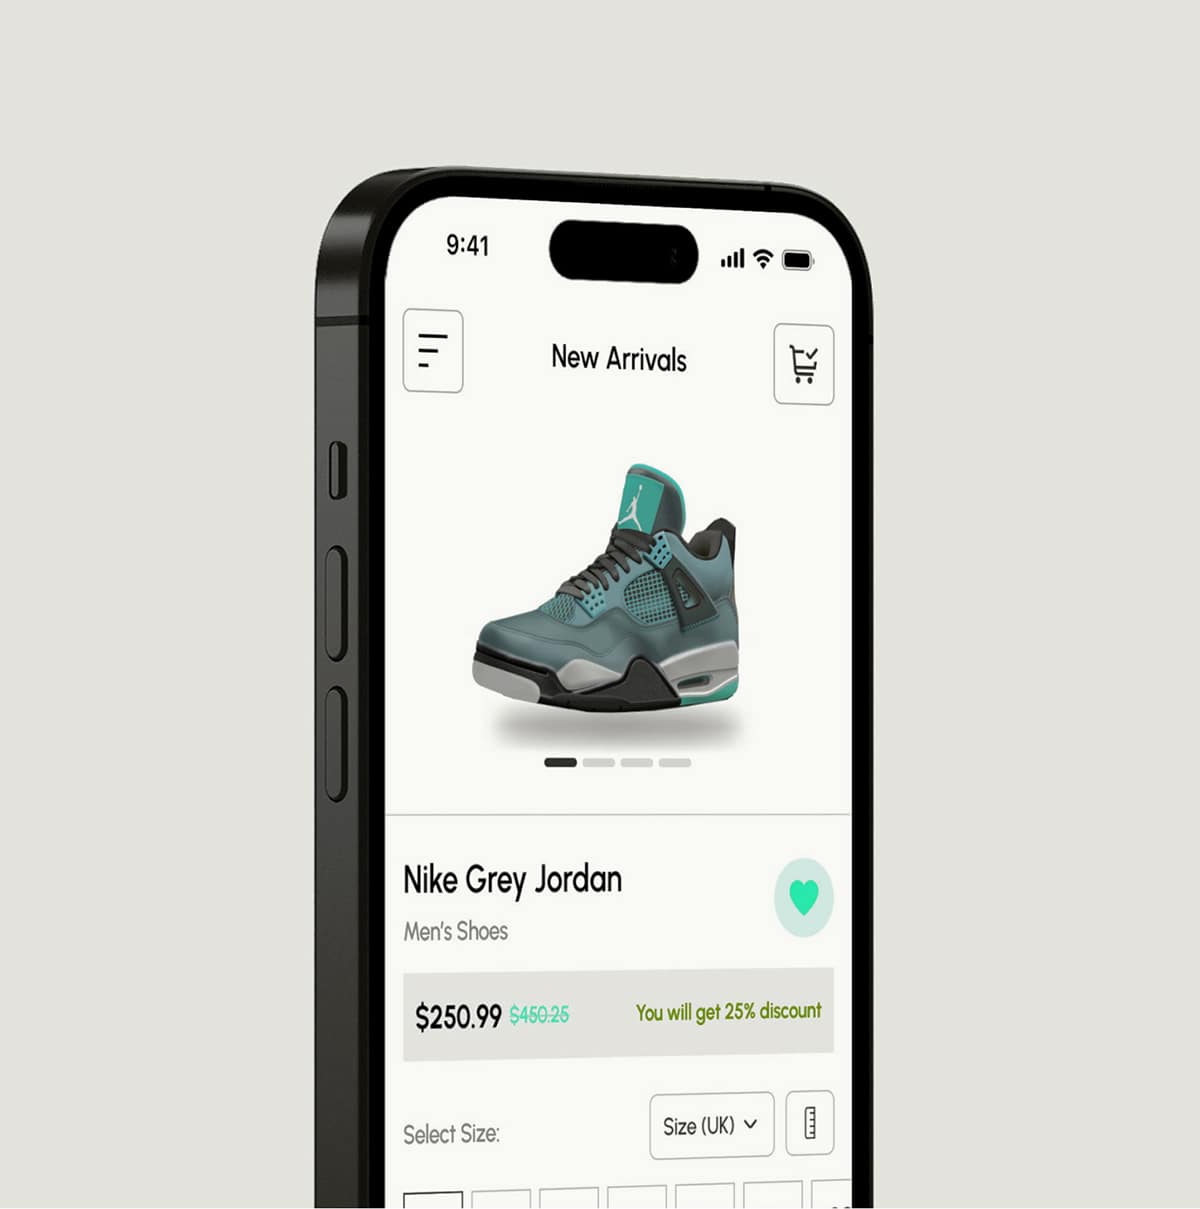 9:41
New Arrivals
Nike Grey Jordan
Men's Shoes
$250.99 $450.25 You will get 25% discount
Select Size: Size (UK)